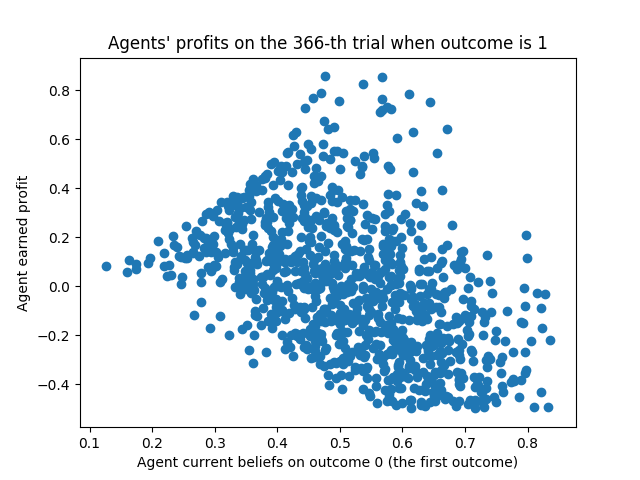 Agents' profits on the 366-th trial when outcome is 1
Agent earned profit
0.8
0.6
0.4
0.2
0.0
−0.2
−0.4
0.1 0.2 0.3 0.4 0.5 0.6 0.7 0.8
Agent current beliefs on outcome 0 (the first outcome)